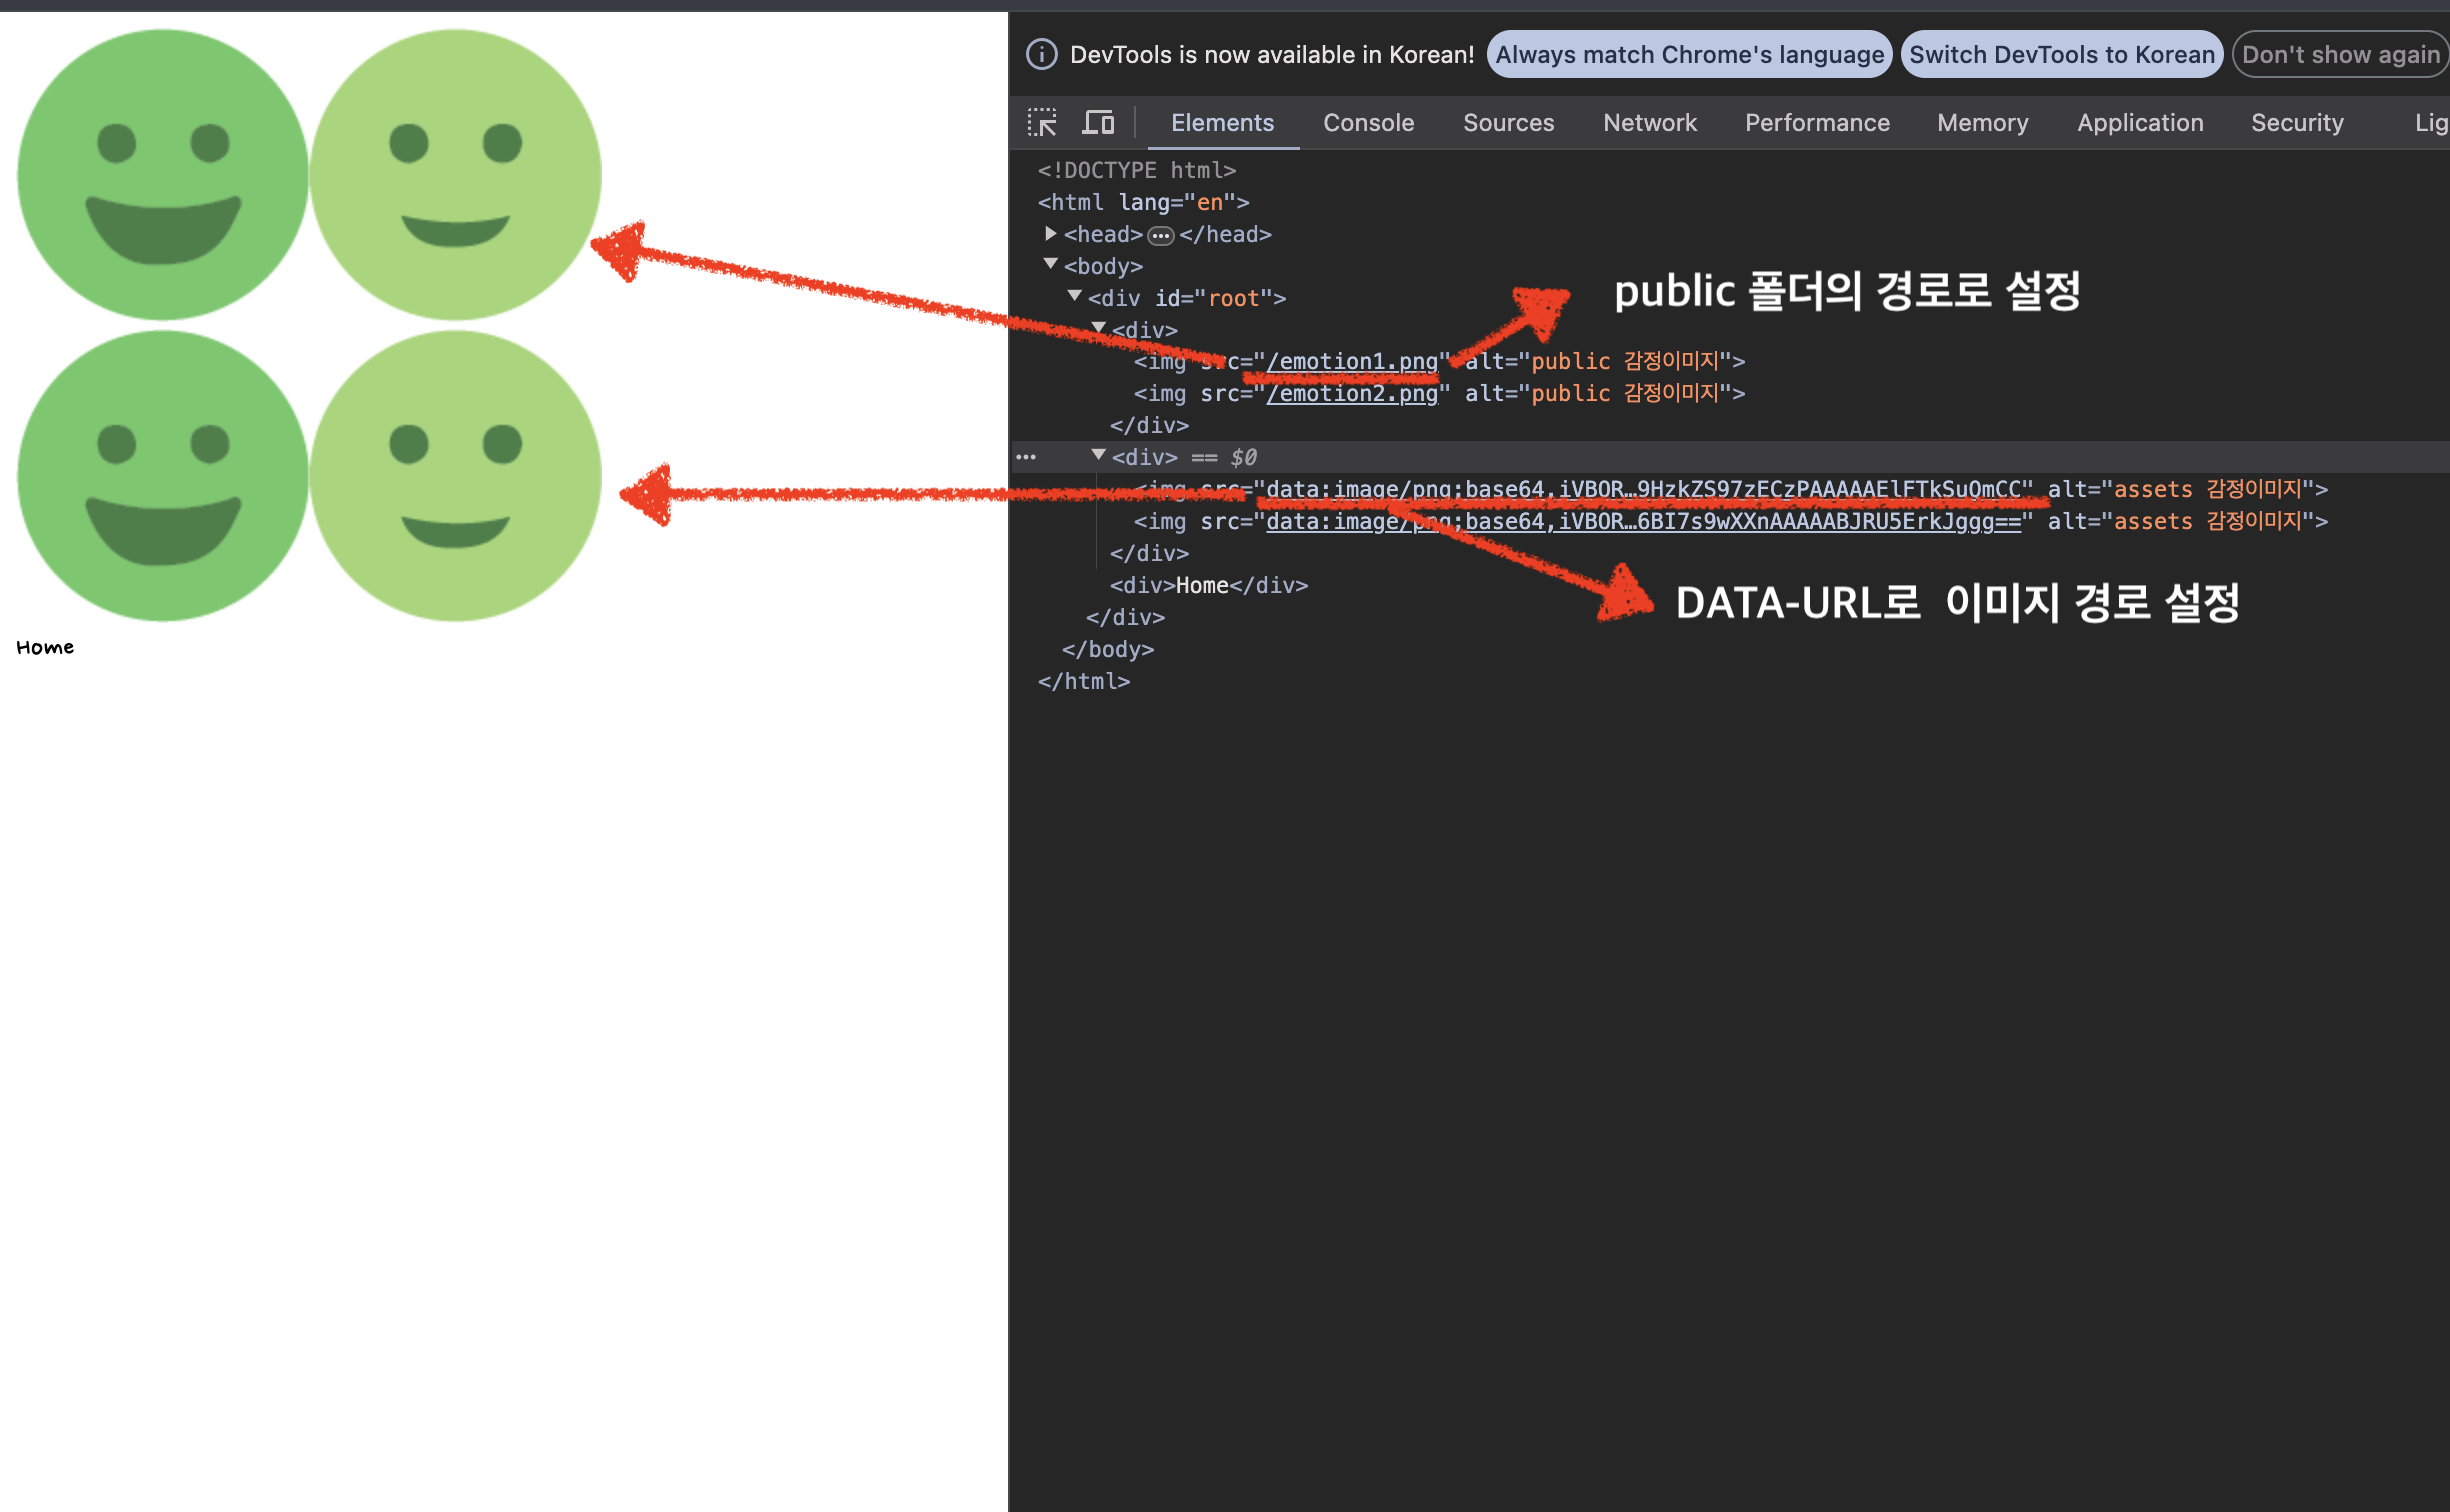 DevTools is now available in Korean! Always match Chrome's language Switch DevTools to Korean Don't show again
Elements Console Sources Network Performance Memory Application Security Lig
<!DOCTYPE html>
<html lang="en">
<head> … </head>
<body>
<div id="root">
<div>
<img src="/emotion1.png" alt="public 감정이미지">
<img src="/emotion2.png" alt="public 감정이미지">
</div>
<div> == $0
<img src="data:image/png;base64,iVBOR…9HzkZS97zECzPAAAAAElFTkSuQmCC" alt="assets 감정이미지">
<img src="data:image/png;base64,iVBOR…6BI7s9wXXnAAAAABJRU5ErkJggg==" alt="assets 감정이미지">
</div>
<div>Home</div>
</div>
</body>
</html>
public 폴더의 경로로 설정
DATA-URL로 이미지 경로 설정
Home